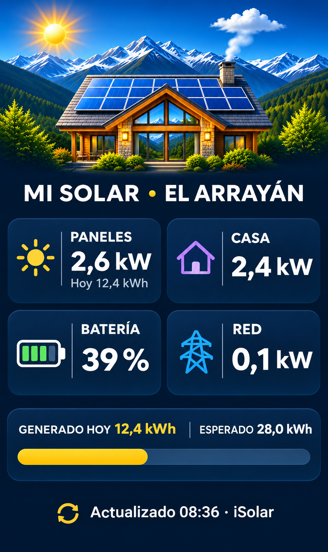 MI SOLAR • EL ARRAYÁN
PANELES
2,6 kW
Hoy 12,4 kWh
CASA
2,4 kW
BATERÍA
39 %
RED
0,1 kW
GENERADO HOY 12,4 kWh
ESPERADO 28,0 kWh
Actualizado 08:36 · iSolar